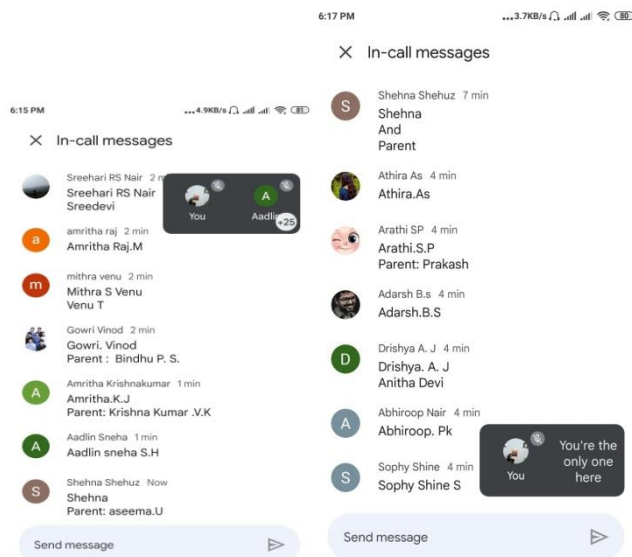 6:15 PM
...4.9KB/s 81
In-call messages
Sreehari RS Nair 2 m
Sreehari RS Nair
Sreedevi
You
Aadlin
+25
amritha raj 2 min
Amritha Raj.M
mithra venu 2 min
Mithra S Venu
Venu T
Gowri Vinod 2 min
Gowri. Vinod
Parent : Bindhu P. S.
Amritha Krishnakumar 1 min
Amritha.K.J
Parent: Krishna Kumar .V.K
Aadlin Sneha 1 min
Aadlin sneha S.H
Shehna Shehuz Now
Shehna
Parent: aseema.U
Send message
a
m
A
A
S
A
6:17 PM
...3.7KB/s 80
In-call messages
Shehna Shehuz 7 min
Shehna
And
Parent
Athira As 4 min
Athira.As
Arathi SP 4 min
Arathi.S.P
Parent: Prakash
Adarsh B.s 4 min
Adarsh.B.S
Drishya A. J 4 min
Drishya. A. J
Anitha Devi
Abhiroop Nair 4 min
Abhiroop. Pk
Sophy Shine 4 min
Sophy Shine S
You
You're the
only one
here
Send message
S
D
A
S